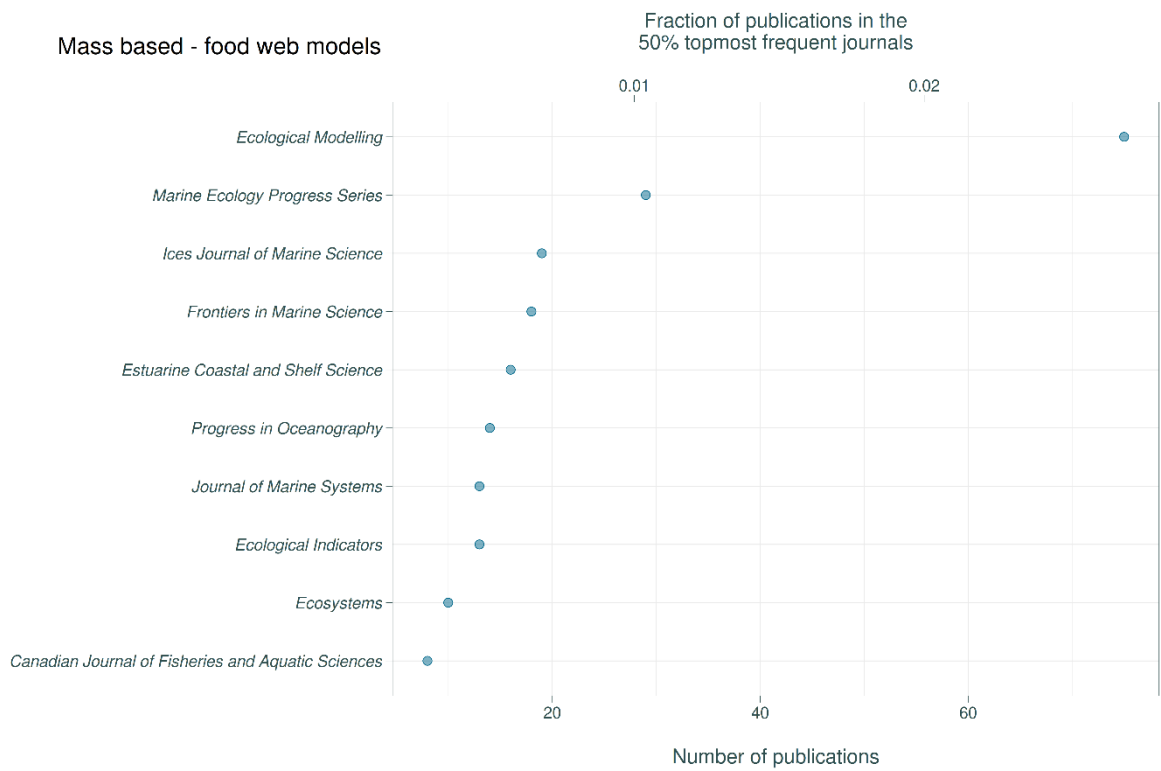 Fraction of publications in the
50% topmost frequent journals
Mass based - food web models
0.01 0.02
Ecological Modelling
Marine Ecology Progress Series
Ices Journal of Marine Science
Frontiers in Marine Science
Estuarine Coastal and Shelf Science
Progress in Oceanography
Journal of Marine Systems
Ecological Indicators
Ecosystems
Canadian Journal of Fisheries and Aquatic Sciences
20 40 60
Number of publications